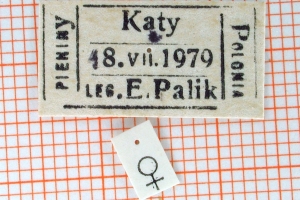 PIENINY
Katy
18.VII.1979
LEG. E. Palik
POLONIA
♀